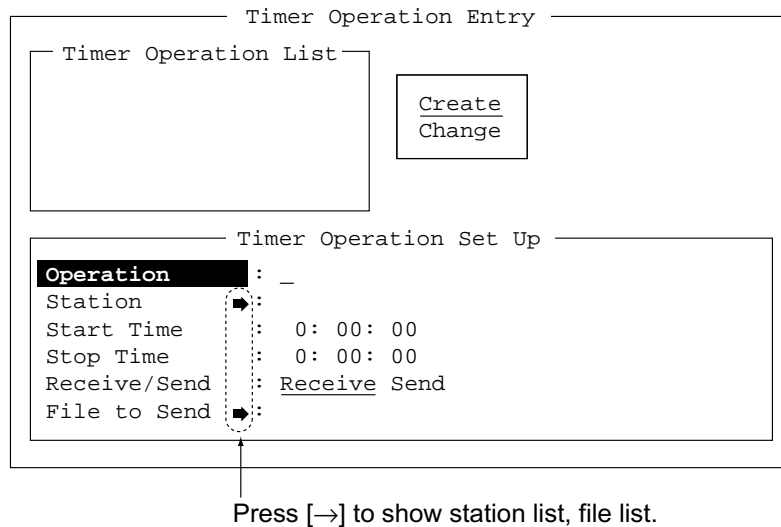 Timer Operation Entry
Timer Operation List
Create
Change
Timer Operation Set Up
Operation : _
Station ➡:
Start Time : 0: 00: 00
Stop Time : 0: 00: 00
Receive/Send : Receive Send
File to Send ➡:
Press [→] to show station list, file list.